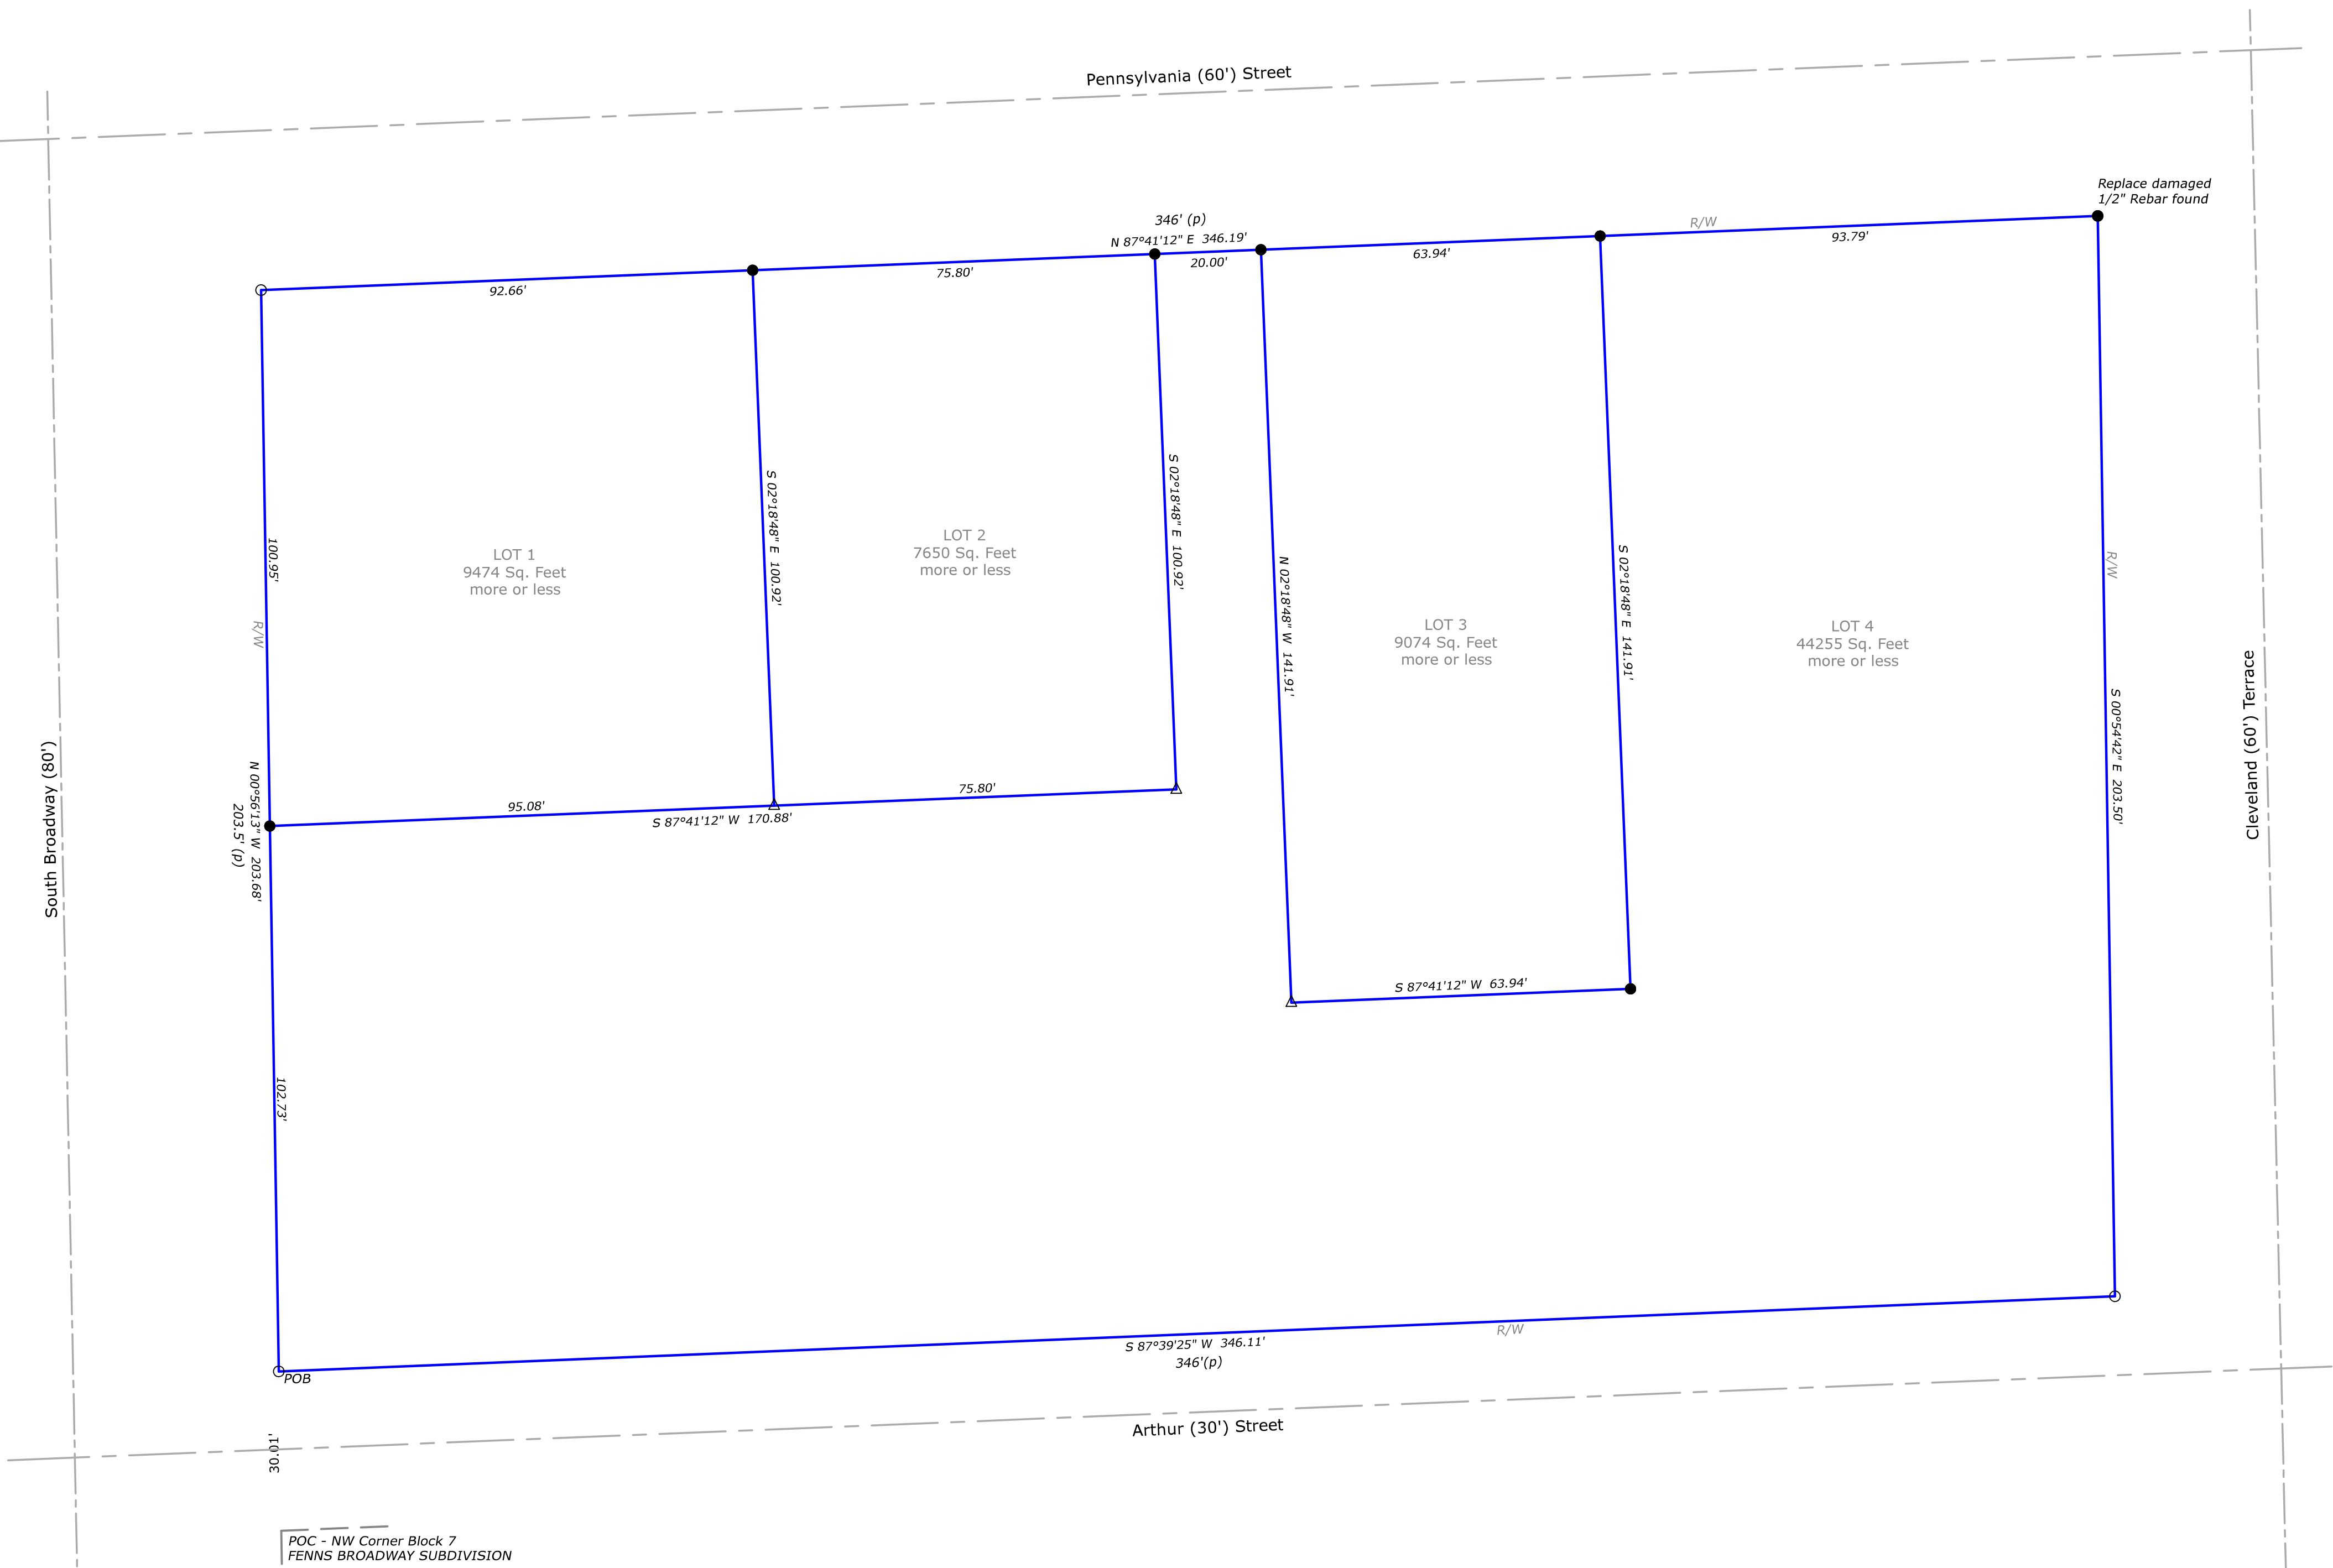 Pennsylvania (60') Street
Replace damaged
1/2" Rebar found
346' (p)
N 87°41'12" E  346.19'
R/W
92.66'
75.80'
20.00'
63.94'
93.79'
100.95'
R/W
S 02°18'48" E  100.92'
S 02°18'48" E  100.92'
N 02°18'48" W  141.91'
S 02°18'48" E  141.91'
R/W
S 00°54'42" E  203.50'
LOT 1
9474 Sq. Feet
more or less
LOT 2
7650 Sq. Feet
more or less
LOT 3
9074 Sq. Feet
more or less
LOT 4
44255 Sq. Feet
more or less
South Broadway (80')
Cleveland (60') Terrace
N 00°56'13" W  203.68'
203.5' (p)
95.08'
75.80'
S 87°41'12" W  170.88'
S 87°41'12" W  63.94'
102.73'
S 87°39'25" W  346.11'
346'(p)
R/W
POB
Arthur (30') Street
30.01'
POC - NW Corner Block 7
FENNS BROADWAY SUBDIVISION